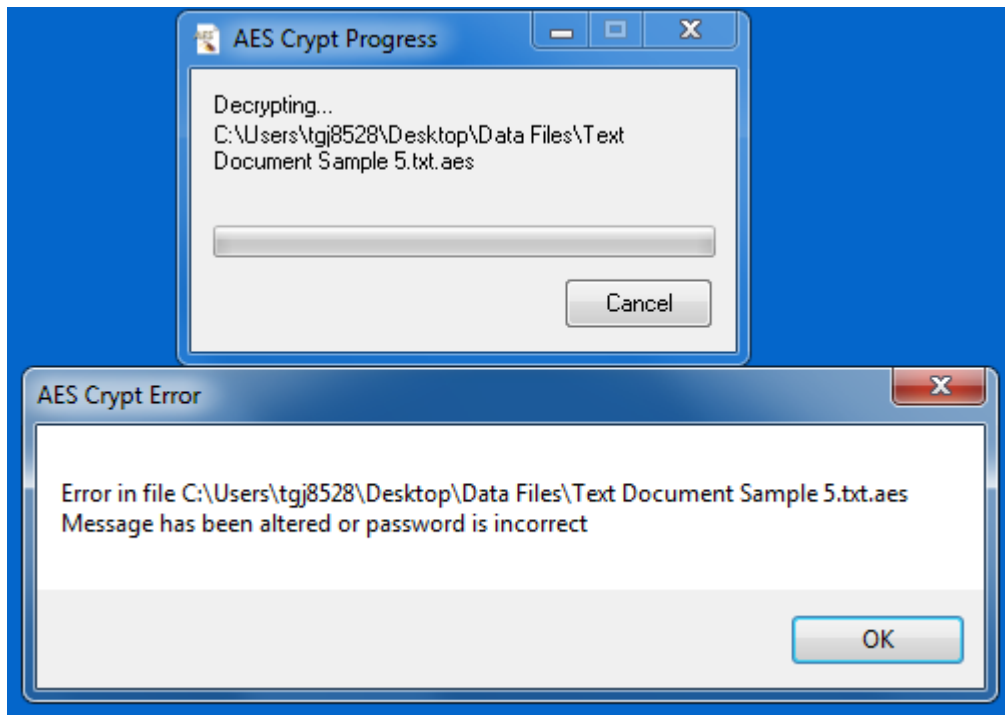 AES Crypt Progress
Decrypting...
C:\Users\tgj8528\Desktop\Data Files\Text
Document Sample 5.txt.aes
Cancel
AES Crypt Error
Error in file C:\Users\tgj8528\Desktop\Data Files\Text Document Sample 5.txt.aes
Message has been altered or password is incorrect
OK